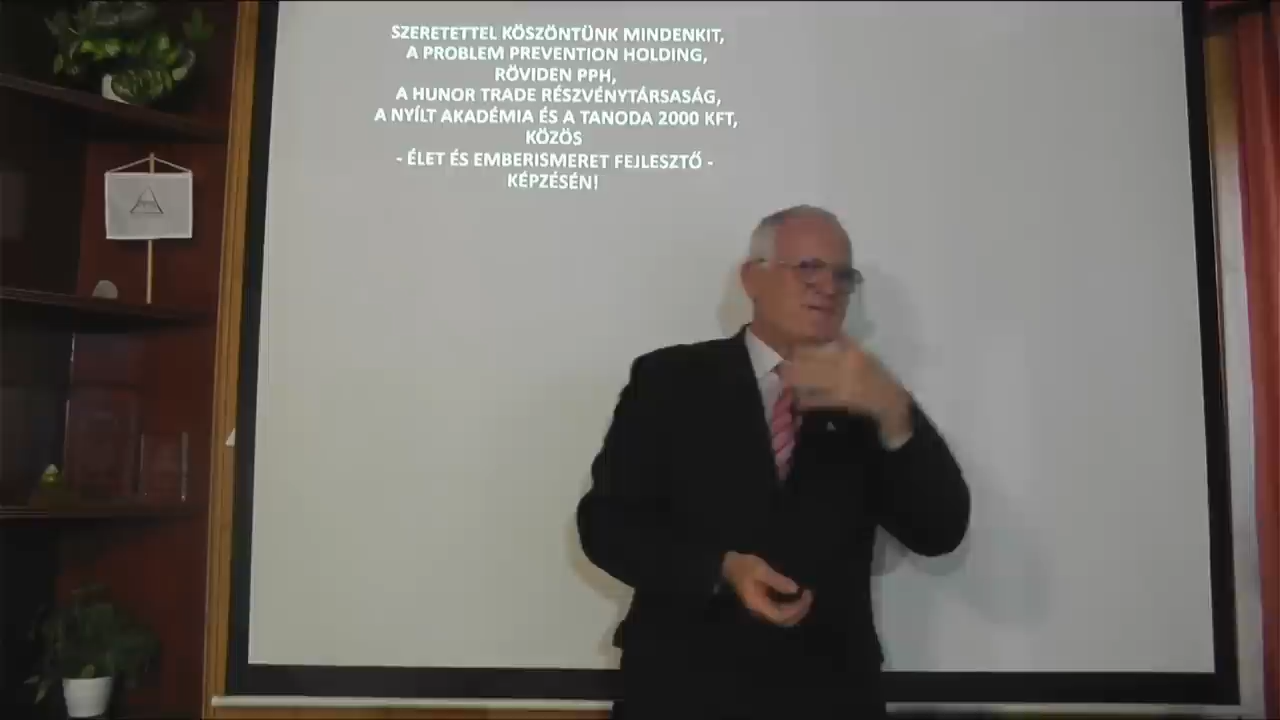 SZERETETTEL KÖSZÖNTÜNK MINDENKIT,
A PROBLEM PREVENTION HOLDING,
RÖVIDEN PPH,
A HUNOR TRADE RÉSZVÉNYTÁRSASÁG,
A NYÍLT AKADÉMIA ÉS A TANODA 2000 KFT,
KÖZÖS
- ÉLET ÉS EMBERISMERET FEJLESZTŐ -
KÉPZÉSÉN!